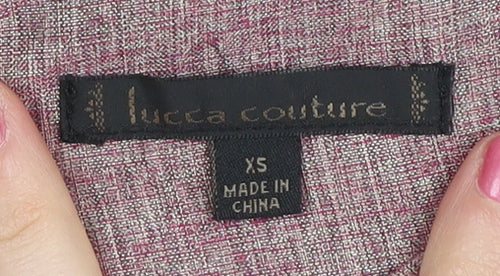 lucca couture
XS
MADE IN
CHINA